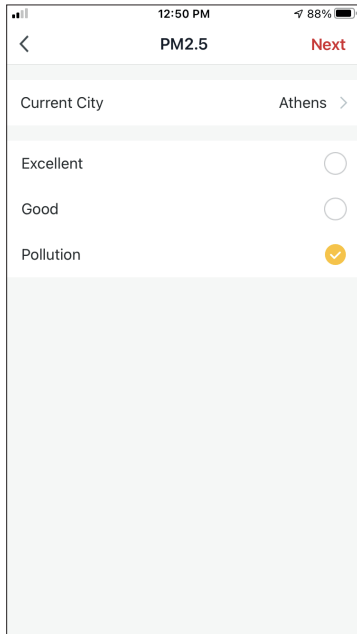 12:50 PM 88%
PM2.5 Next
Current City Athens
Excellent
Good
Pollution